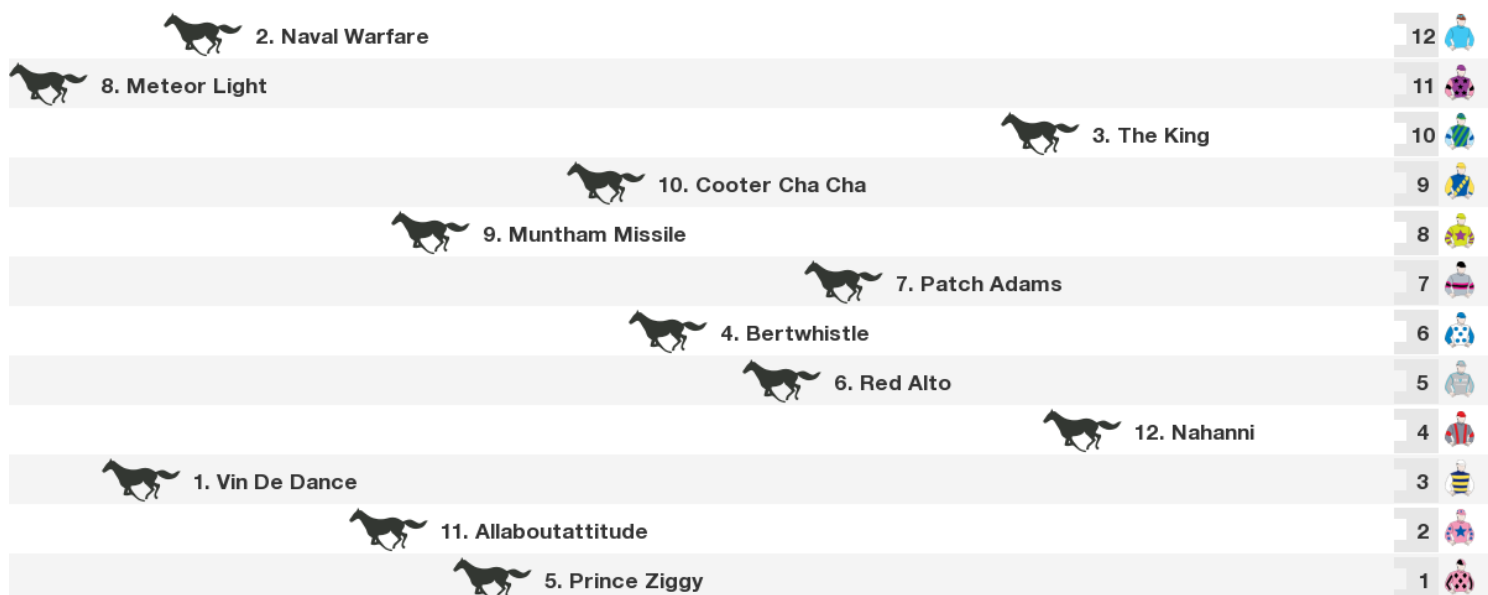 2. Naval Warfare 12
8. Meteor Light 11
3. The King 10
10. Cooter Cha Cha 9
9. Muntham Missile 8
7. Patch Adams 7
4. Bertwhistle 6
6. Red Alto 5
12. Nahanni 4
1. Vin De Dance 3
11. Allaboutattitude 2
5. Prince Ziggy 1